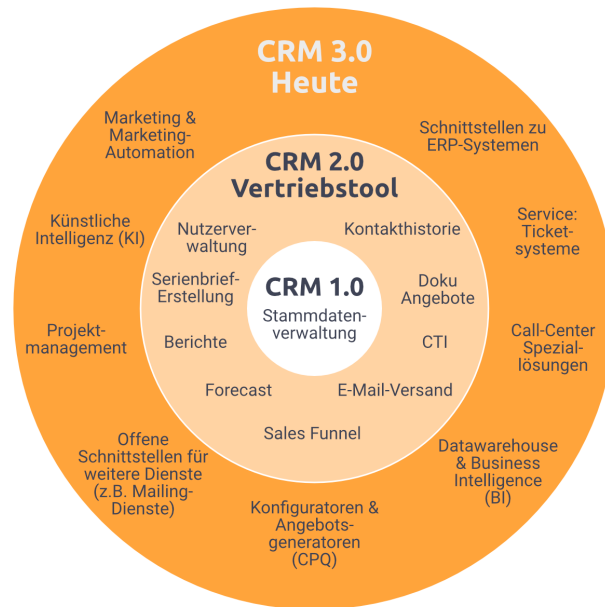 CRM 3.0
Heute
Marketing &
Marketing-
Automation
Schnittstellen zu
ERP-Systemen
Künstliche
Intelligenz (KI)
Service:
Ticket-
systeme
Projekt-
management
Call-Center
Spezial-
lösungen
Offene
Schnittstellen für
weitere Dienste
(z.B. Mailing-
Dienste)
Datawarehouse
& Business
Intelligence
(BI)
Konfiguratoren &
Angebots-
generatoren
(CPQ)
CRM 2.0
Vertriebstool
Nutzerver-
waltung
Kontakthistorie
Serienbrief-
Erstellung
Doku
Angebote
Berichte
CTI
Forecast
E-Mail-Versand
Sales Funnel
CRM 1.0
Stammdaten-
verwaltung